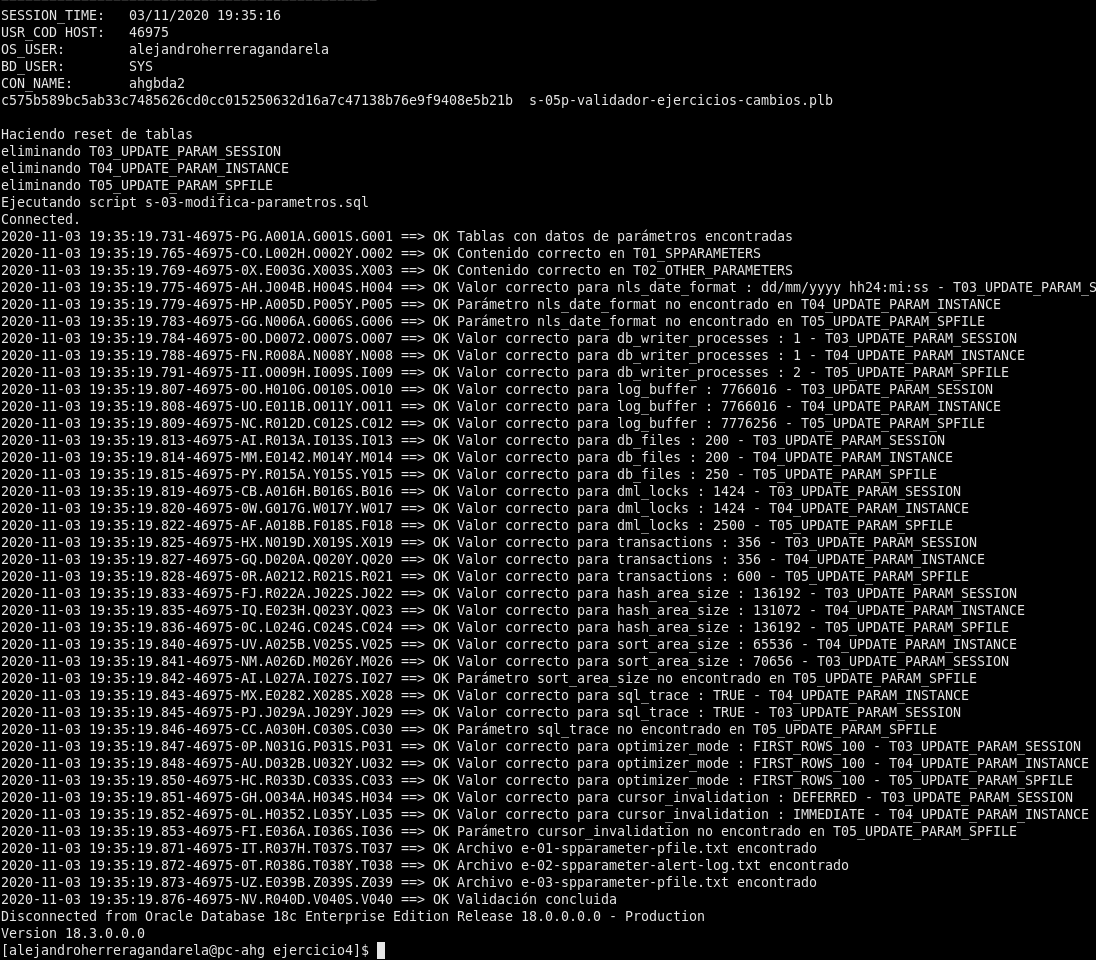 SESSION_TIME:   03/11/2020 19:35:16
USR_COD HOST:   46975
OS_USER:        alejandroherreragandarela
BD_USER:        SYS
CON_NAME:       ahgbda2
c575b589bc5ab33c7485626cd0cc015250632d16a7c47138b76e9f9408e5b21b  s-05p-validador-ejercicios-cambios.plb
Haciendo reset de tablas
eliminando T03_UPDATE_PARAM_SESSION
eliminando T04_UPDATE_PARAM_INSTANCE
eliminando T05_UPDATE_PARAM_SPFILE
Ejecutando script s-03-modifica-parametros.sql
Connected.
2020-11-03 19:35:19.731-46975-PG.A001A.G001S.G001 ==> OK Tablas con datos de parámetros encontradas
2020-11-03 19:35:19.765-46975-CO.L002H.O002Y.O002 ==> OK Contenido correcto en T01_SPPARAMETERS
2020-11-03 19:35:19.769-46975-0X.E003G.X003S.X003 ==> OK Contenido correcto en T02_OTHER_PARAMETERS
2020-11-03 19:35:19.775-46975-AH.J004B.H004S.H004 ==> OK Valor correcto para nls_date_format : dd/mm/yyyy hh24:mi:ss - T03_UPDATE_PARAM_S
2020-11-03 19:35:19.779-46975-HP.A005D.P005Y.P005 ==> OK Parámetro nls_date_format no encontrado en T04_UPDATE_PARAM_INSTANCE
2020-11-03 19:35:19.783-46975-GG.N006A.G006S.G006 ==> OK Parámetro nls_date_format no encontrado en T05_UPDATE_PARAM_SPFILE
2020-11-03 19:35:19.784-46975-0O.D0072.O007S.O007 ==> OK Valor correcto para db_writer_processes : 1 - T03_UPDATE_PARAM_SESSION
2020-11-03 19:35:19.788-46975-FN.R008A.N008Y.N008 ==> OK Valor correcto para db_writer_processes : 1 - T04_UPDATE_PARAM_INSTANCE
2020-11-03 19:35:19.791-46975-II.O009H.I009S.I009 ==> OK Valor correcto para db_writer_processes : 2 - T05_UPDATE_PARAM_SPFILE
2020-11-03 19:35:19.807-46975-0O.H010G.O010S.O010 ==> OK Valor correcto para log_buffer : 7766016 - T03_UPDATE_PARAM_SESSION
2020-11-03 19:35:19.808-46975-UO.E011B.O011Y.O011 ==> OK Valor correcto para log_buffer : 7766016 - T04_UPDATE_PARAM_INSTANCE
2020-11-03 19:35:19.809-46975-NC.R012D.C012S.C012 ==> OK Valor correcto para log_buffer : 7776256 - T05_UPDATE_PARAM_SPFILE
2020-11-03 19:35:19.813-46975-AI.R013A.I013S.I013 ==> OK Valor correcto para db_files : 200 - T03_UPDATE_PARAM_SESSION
2020-11-03 19:35:19.814-46975-MM.E0142.M014Y.M014 ==> OK Valor correcto para db_files : 200 - T04_UPDATE_PARAM_INSTANCE
2020-11-03 19:35:19.815-46975-PY.R015A.Y015S.Y015 ==> OK Valor correcto para db_files : 250 - T05_UPDATE_PARAM_SPFILE
2020-11-03 19:35:19.819-46975-CB.A016H.B016S.B016 ==> OK Valor correcto para dml_locks : 1424 - T03_UPDATE_PARAM_SESSION
2020-11-03 19:35:19.820-46975-0W.G017G.W017Y.W017 ==> OK Valor correcto para dml_locks : 1424 - T04_UPDATE_PARAM_INSTANCE
2020-11-03 19:35:19.822-46975-AF.A018B.F018S.F018 ==> OK Valor correcto para dml_locks : 2500 - T05_UPDATE_PARAM_SPFILE
2020-11-03 19:35:19.825-46975-HX.N019D.X019S.X019 ==> OK Valor correcto para transactions : 356 - T03_UPDATE_PARAM_SESSION
2020-11-03 19:35:19.827-46975-GQ.D020A.Q020Y.Q020 ==> OK Valor correcto para transactions : 356 - T04_UPDATE_PARAM_INSTANCE
2020-11-03 19:35:19.828-46975-0R.A0212.R021S.R021 ==> OK Valor correcto para transactions : 600 - T05_UPDATE_PARAM_SPFILE
2020-11-03 19:35:19.833-46975-FJ.R022A.J022S.J022 ==> OK Valor correcto para hash_area_size : 136192 - T03_UPDATE_PARAM_SESSION
2020-11-03 19:35:19.835-46975-IQ.E023H.Q023Y.Q023 ==> OK Valor correcto para hash_area_size : 131072 - T04_UPDATE_PARAM_INSTANCE
2020-11-03 19:35:19.836-46975-0C.L024G.C024S.C024 ==> OK Valor correcto para hash_area_size : 136192 - T05_UPDATE_PARAM_SPFILE
2020-11-03 19:35:19.840-46975-UV.A025B.V025S.V025 ==> OK Valor correcto para sort_area_size : 65536 - T04_UPDATE_PARAM_INSTANCE
2020-11-03 19:35:19.841-46975-NM.A026D.M026Y.M026 ==> OK Valor correcto para sort_area_size : 70656 - T03_UPDATE_PARAM_SESSION
2020-11-03 19:35:19.842-46975-AI.L027A.I027S.I027 ==> OK Parámetro sort_area_size no encontrado en T05_UPDATE_PARAM_SPFILE
2020-11-03 19:35:19.843-46975-MX.E0282.X028S.X028 ==> OK Valor correcto para sql_trace : TRUE - T04_UPDATE_PARAM_INSTANCE
2020-11-03 19:35:19.845-46975-PJ.J029A.J029Y.J029 ==> OK Valor correcto para sql_trace : TRUE - T03_UPDATE_PARAM_SESSION
2020-11-03 19:35:19.846-46975-CC.A030H.C030S.C030 ==> OK Parámetro sql_trace no encontrado en T05_UPDATE_PARAM_SPFILE
2020-11-03 19:35:19.847-46975-0P.N031G.P031S.P031 ==> OK Valor correcto para optimizer_mode : FIRST_ROWS_100 - T03_UPDATE_PARAM_SESSION
2020-11-03 19:35:19.848-46975-AU.D032B.U032Y.U032 ==> OK Valor correcto para optimizer_mode : FIRST_ROWS_100 - T04_UPDATE_PARAM_INSTANCE
2020-11-03 19:35:19.850-46975-HC.R033D.C033S.C033 ==> OK Valor correcto para optimizer_mode : FIRST_ROWS_100 - T05_UPDATE_PARAM_SPFILE
2020-11-03 19:35:19.851-46975-GH.O034A.H034S.H034 ==> OK Valor correcto para cursor_invalidation : DEFERRED - T03_UPDATE_PARAM_SESSION
2020-11-03 19:35:19.852-46975-0L.H0352.L035Y.L035 ==> OK Valor correcto para cursor_invalidation : IMMEDIATE - T04_UPDATE_PARAM_INSTANCE
2020-11-03 19:35:19.853-46975-FI.E036A.I036S.I036 ==> OK Parámetro cursor_invalidation no encontrado en T05_UPDATE_PARAM_SPFILE
2020-11-03 19:35:19.871-46975-IT.R037H.T037S.T037 ==> OK Archivo e-01-spparameter-pfile.txt encontrado
2020-11-03 19:35:19.872-46975-0T.R038G.T038Y.T038 ==> OK Archivo e-02-spparameter-alert-log.txt encontrado
2020-11-03 19:35:19.873-46975-UZ.E039B.Z039S.Z039 ==> OK Archivo e-03-spparameter-pfile.txt encontrado
2020-11-03 19:35:19.876-46975-NV.R040D.V040S.V040 ==> OK Validación concluida
Disconnected from Oracle Database 18c Enterprise Edition Release 18.0.0.0.0 - Production
Version 18.3.0.0.0
[alejandroherreragandarela@pc-ahg ejercicio4]$